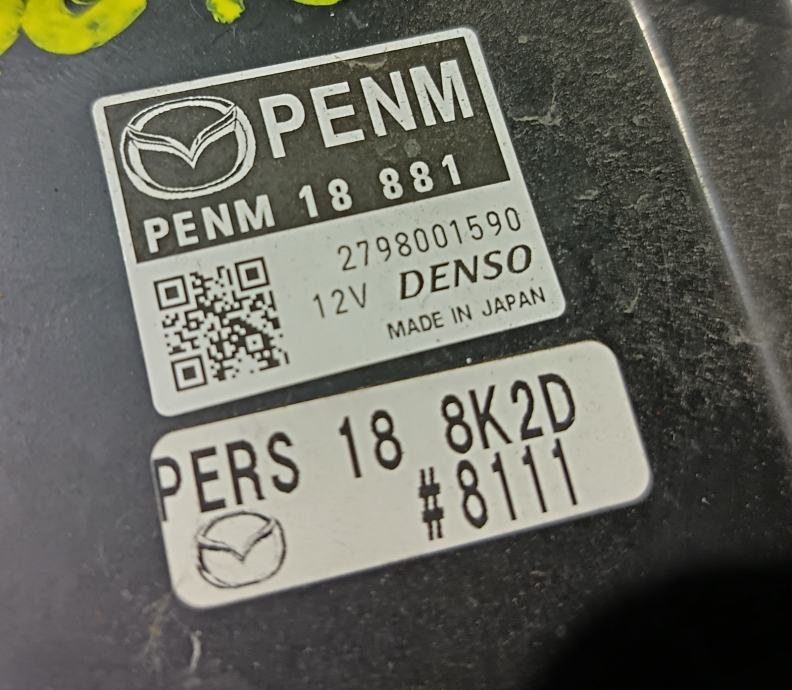 PENM
PENM 18 881
2798001590
12V DENSO
MADE IN JAPAN
PERS 18 8K2D
#8111